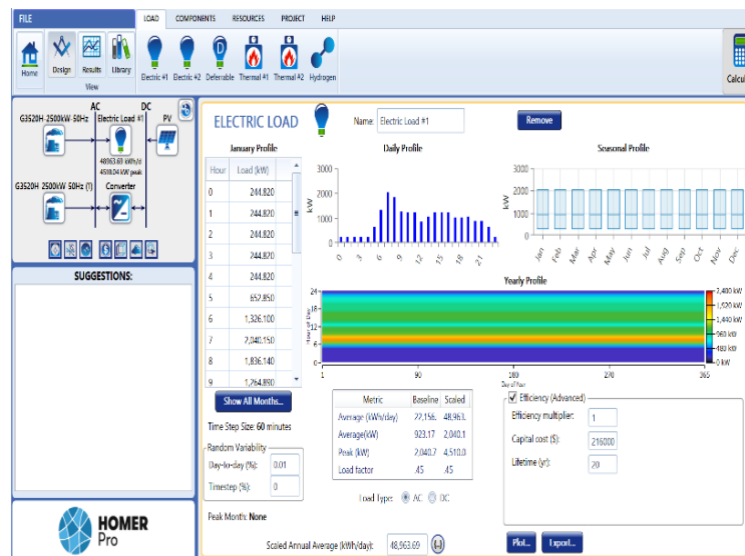 FILE
LOAD COMPONENTS RESOURCES PROJECT HELP
Home Design Results Library
View
Electric #1 Electric #2 Deferrable Thermal #1 Thermal #2 Hydrogen
Calcul
AC DC
G3520H-2500kW-50Hz Electric Load #1 PV
48963.69 kWh/d
G3520H 2500kW 50Hz (1) Converter
SUGGESTIONS:
HOMER
Pro
ELECTRIC LOAD
Name: Electric Load #1
Remove
January Profile
Hour Load (kW)
0 244.820
1 244.820
2 244.820
3 244.820
4 244.820
5 657.850
6 1,326.100
7 2,040.150
8 1,836.140
9 1,264.890
Show All Months...
Time Step Size: 60 minutes
Random Variability
Day-to-day (%): 0.01
Timestep (%): 0
Peak Month: None
Daily Profile
kW
3000
2000
1000
0
0 3 6 9 12 15 18 21
Seasonal Profile
kW
3000
2000
1000
0
Jan Feb Mar Apr May Jun Jul Aug Sep Oct Nov Dec
Yearly Profile
Hour of Day
24
18
12
6
0
1 90 180 270 365
Day of Year
2,400 kW
1,440 kW
960 kW
480 kW
0 kW
Metric Baseline Scaled
Average (kWh/day) 22,156. 48,963.
Average(kW) 923.17 2,040.1
Peak (kW) 2,040.7 4,510.0
Load factor .45 .45
Load Type: AC DC
Efficiency (Advanced)
Efficiency multiplier: 1
Capital cost ($): 216000
Lifetime (yr): 20
Scaled Annual Average (kWh/day): 48,963.69
Plot... Export...